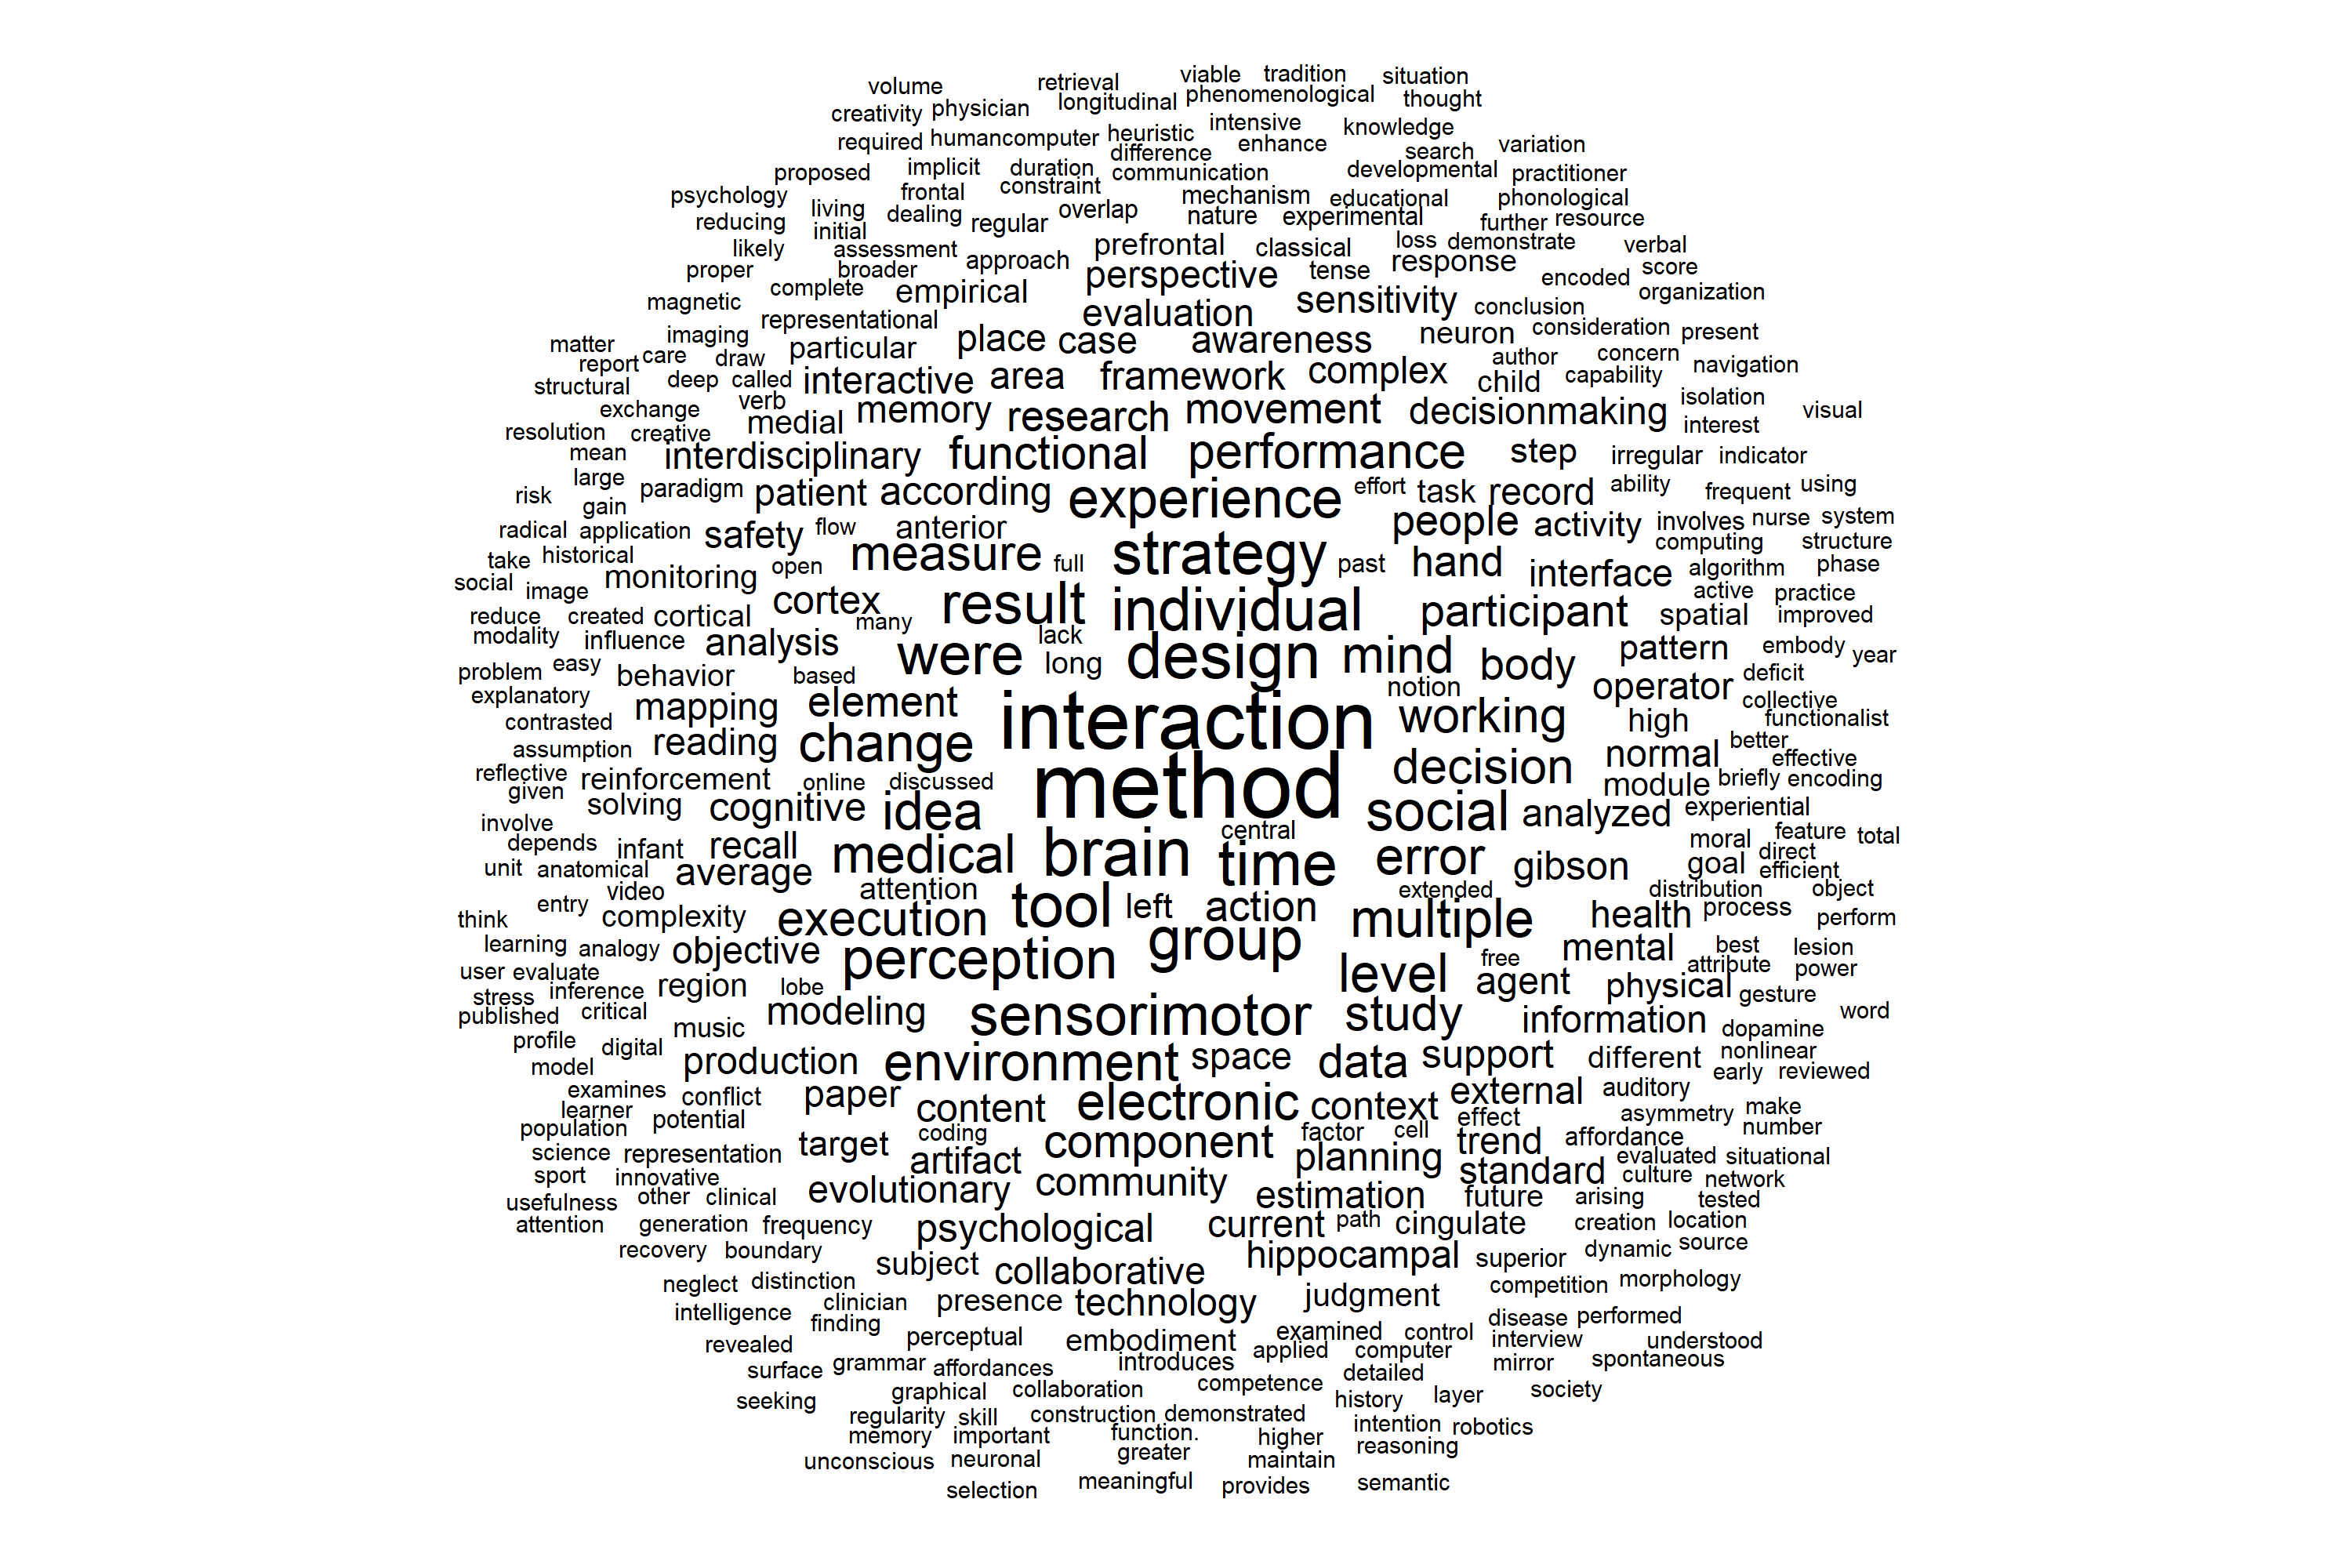 volume retrieval viable tradition situation
creativity physician longitudinal phenomenological thought
required humancomputer heuristic intensive knowledge
difference enhance search variation
proposed implicit duration communication developmental practitioner
psychology frontal constraint mechanism educational phonological
reducing living dealing regular overlap nature experimental further resource
likely initial assessment prefrontal classical loss demonstrate verbal
proper broader approach perspective tense response encoded score
magnetic complete empirical evaluation sensitivity conclusion organization
imaging representational place case awareness neuron consideration present
matter report care draw particular author concern navigation
structural deep called interactive area framework complex child capability
exchange verb memory research movement decisionmaking isolation visual
resolution creative medial interest
mean interdisciplinary functional performance step irregular indicator
large paradigm patient according experience effort task record ability frequent using
risk gain
radical application safety flow anterior people activity involves nurse system
take historical measure full strategy past hand interface computing structure
social image monitoring open algorithm phase
reduce created cortical cortex result individual participant spatial active practice improved
modality influence analysis many were lack design mind body pattern embody year
problem easy behavior based long notion operator deficit
explanatory mapping element interaction working high collective
contrasted functionalist
assumption reading change decision normal better effective
reflective reinforcement online discussed method module briefly encoding
given solving cognitive idea social analyzed experiential
involve central moral feature total
depends infant recall medical brain time error gibson goal direct
unit anatomical average attention extended efficient
video distribution object
think entry complexity execution tool left action multiple health process perform
learning analogy objective perception group free mental best lesion
user evaluate region lobe level agent physical attribute power
stress inference gesture
published critical music modeling sensorimotor study information dopamine word
profile digital production environment space data support different nonlinear
model early reviewed
examines conflict paper content electronic context external auditory
learner potential effect asymmetry make
population target coding component factor cell trend affordance number
science representation artifact planning standard evaluated situational
sport innovative evolutionary community culture network
usefulness other clinical estimation future arising tested
attention generation frequency psychological current path cingulate creation location
recovery boundary subject collaborative hippocampal superior dynamic source
neglect distinction competition morphology
intelligence clinician presence technology judgment disease performed
finding
revealed perceptual embodiment examined control interview understood
surface grammar affordances introduces applied computer mirror spontaneous
seeking graphical collaboration competence detailed history layer society
regularity skill construction demonstrated intention robotics
memory important function. higher reasoning
unconscious neuronal greater maintain
selection meaningful provides semantic